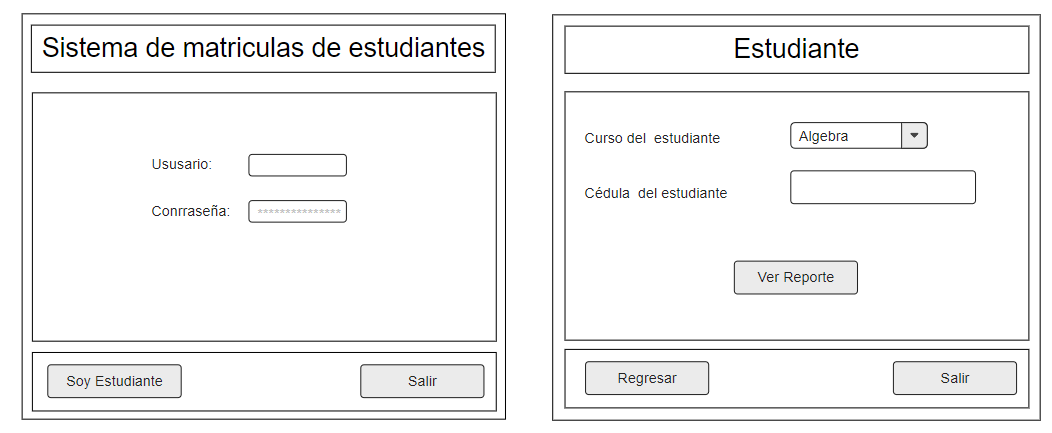 Sistema de matriculas de estudiantes
Ususario:
Conrraseña:
***************
Soy Estudiante
Salir
Estudiante
Curso del estudiante
Algebra
Cédula del estudiante
Ver Reporte
Regresar
Salir